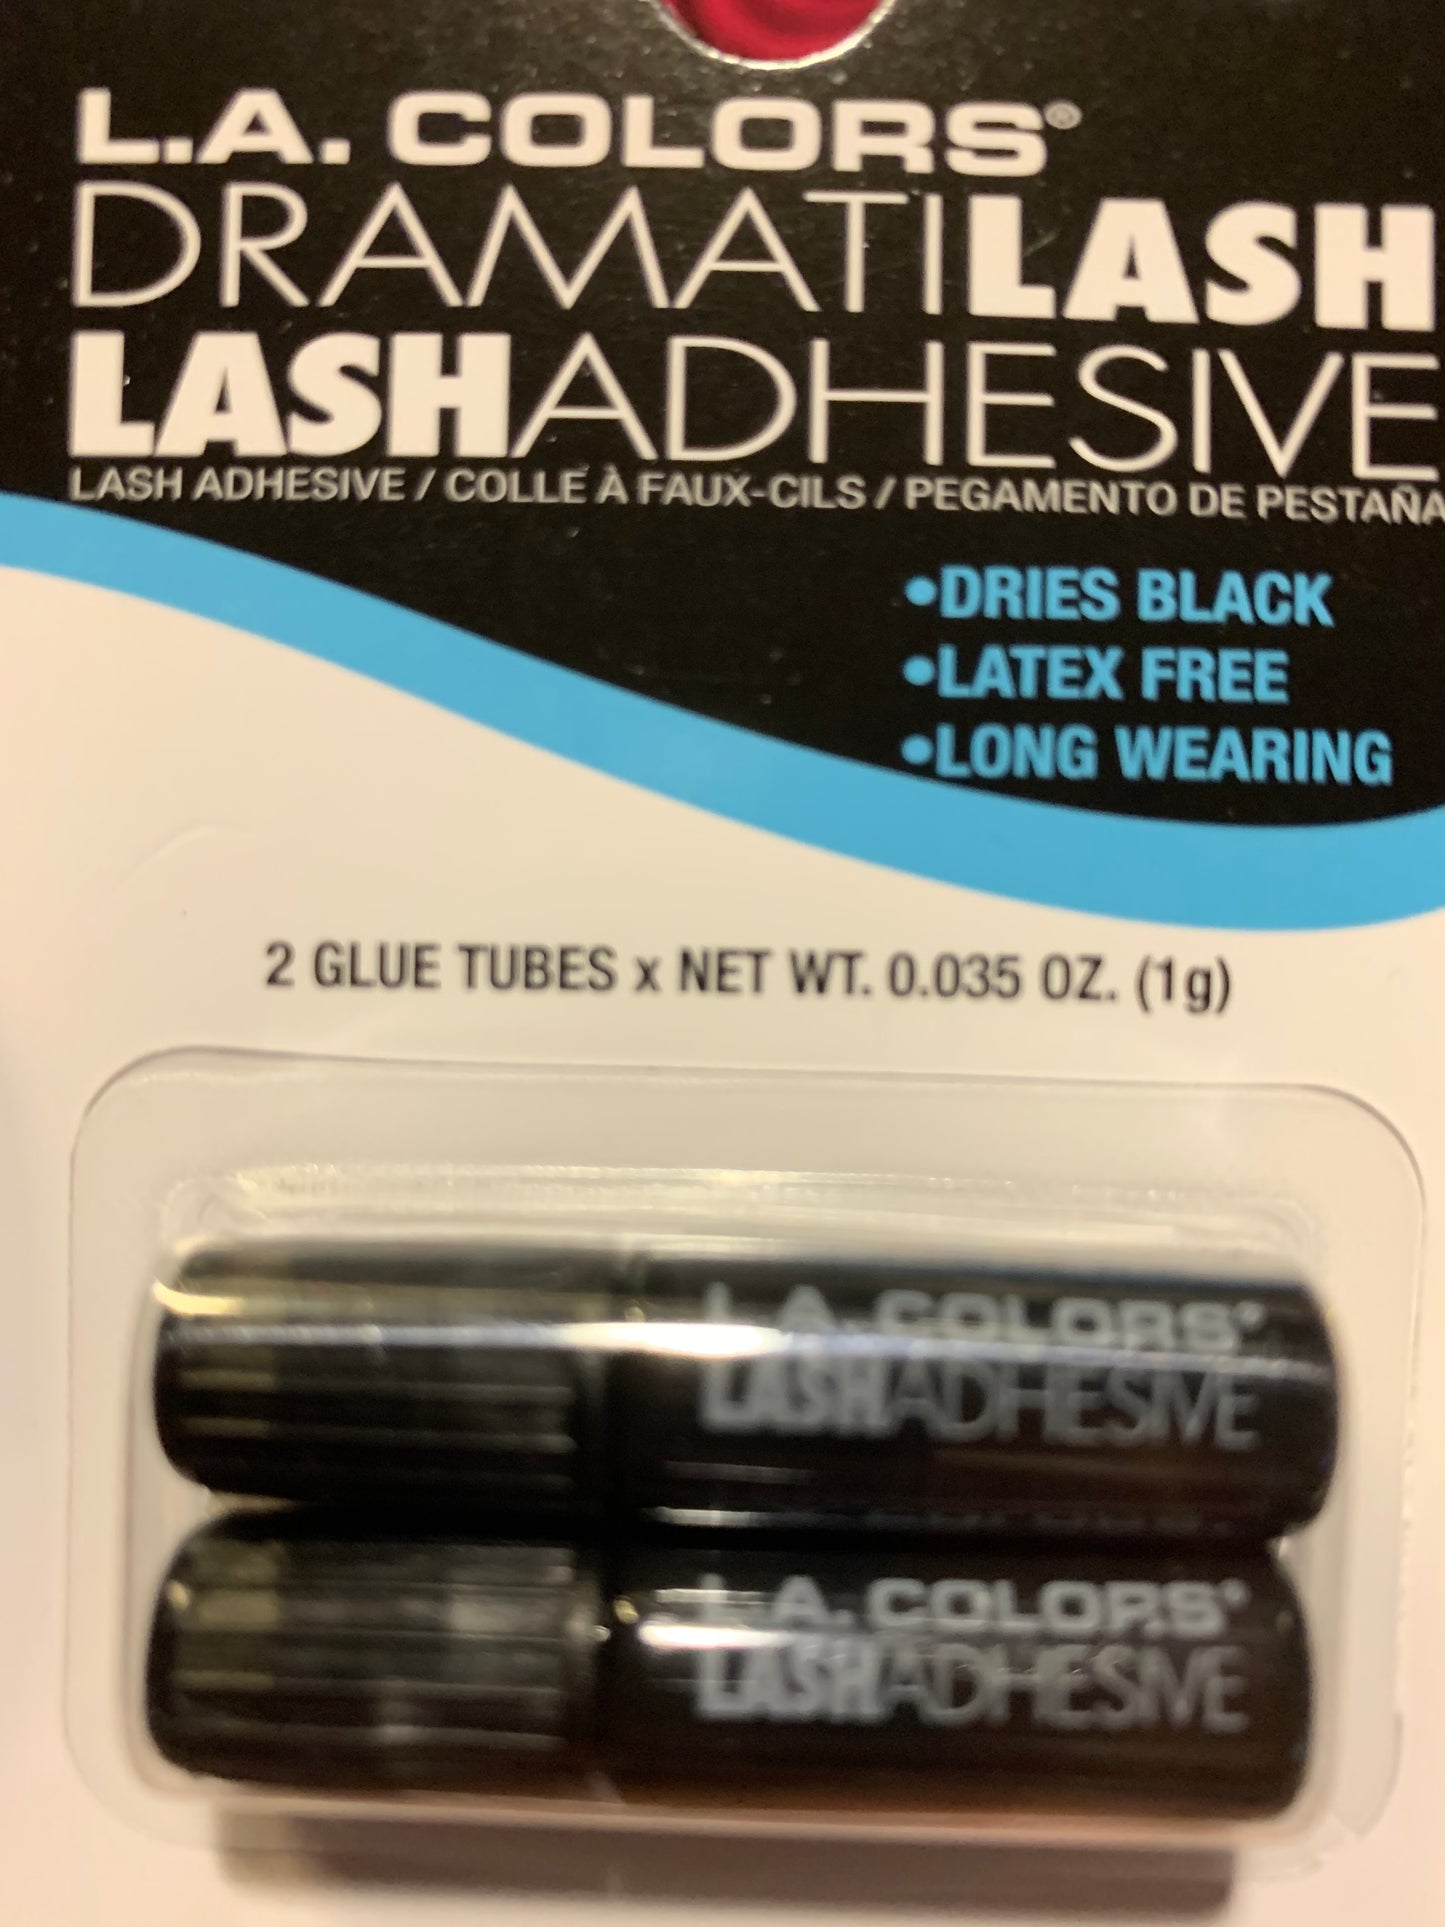 L.A. COLORS®
DRAMATILASH
LASHADHESIVE
LASH ADHESIVE / COLLE À FAUX-CILS / PEGAMENTO DE PESTAÑA
•DRIES BLACK
•LATEX FREE
•LONG WEARING
2 GLUE TUBES x NET WT. 0.035 OZ. (1g)
L.A. COLORS
LASHADHESIVE
L.A. COLORS
LASHADHESIVE